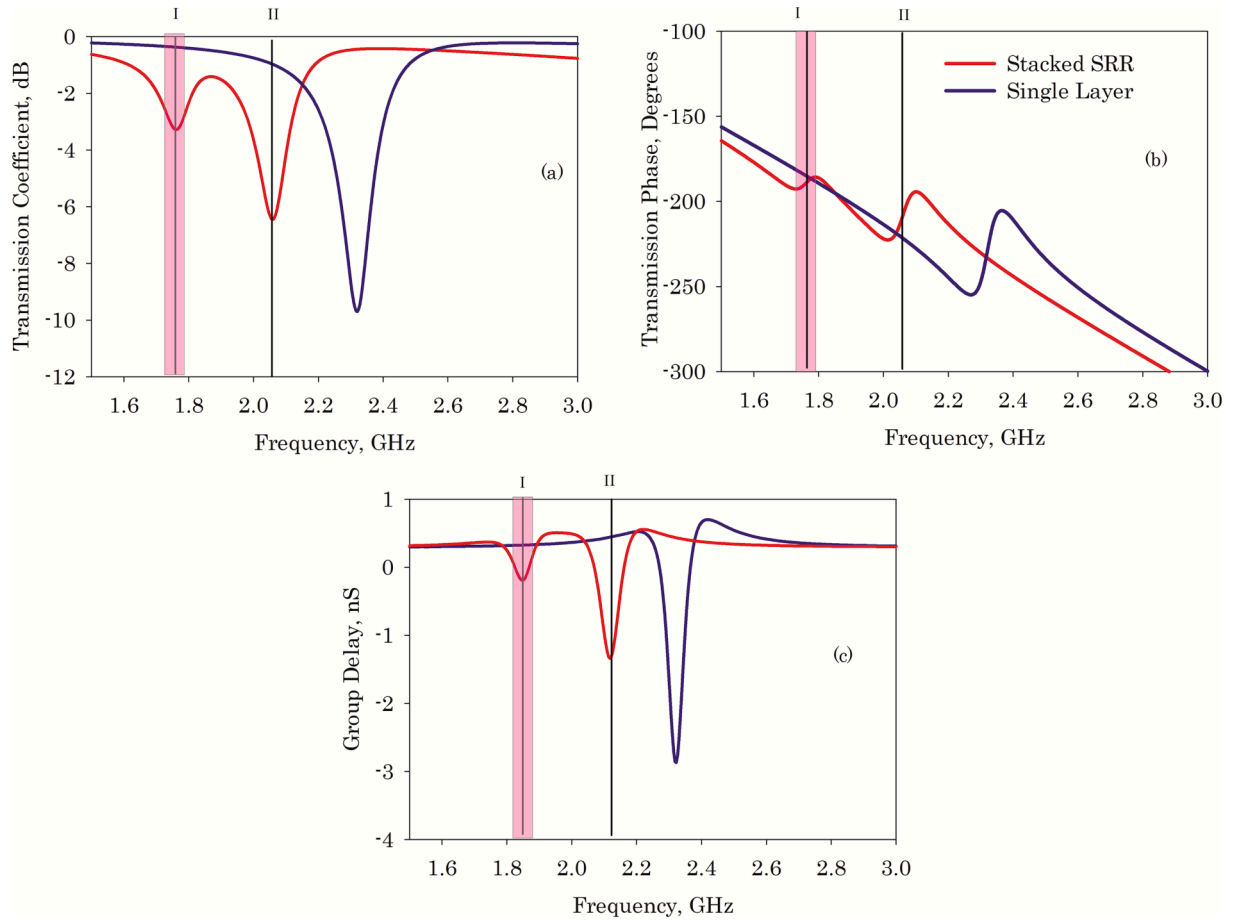 I
II
0
-2
-4
-6
-8
-10
-12
Transmission Coefficient, dB
(a)
1.6 1.8 2.0 2.2 2.4 2.6 2.8 3.0
Frequency, GHz
I
II
-100
-150
-200
-250
-300
Transmission Phase, Degrees
Stacked SRR
Single Layer
(b)
1.6 1.8 2.0 2.2 2.4 2.6 2.8 3.0
Frequency, GHz
I
II
1
0
-1
-2
-3
-4
Group Delay, nS
(c)
1.6 1.8 2.0 2.2 2.4 2.6 2.8 3.0
Frequency, GHz